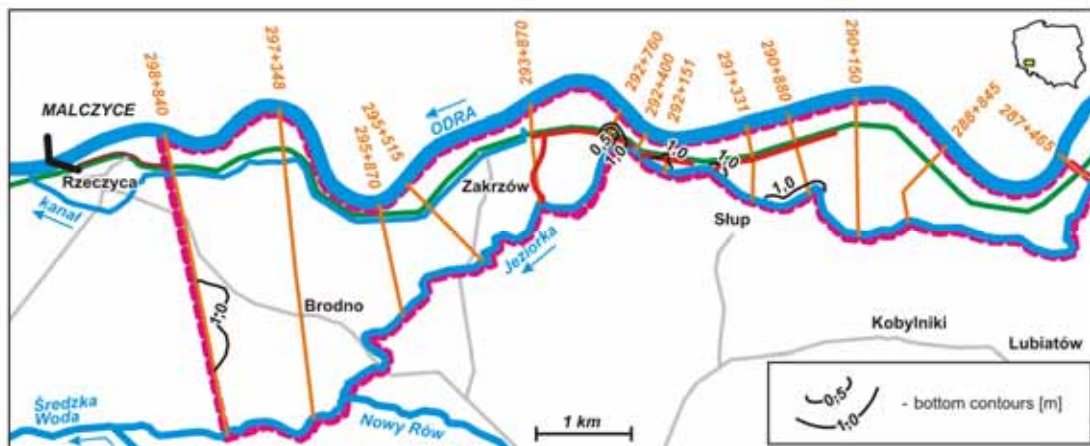 298+840
297+348
295+515
295+870
293+870
292+760
292+400
292+151
291+331
290+880
290+150
288+845
287+465
MALCZYCE
ODRA
0,5
1:0
1:0
1:0
1,0
Rzeczyca
kanał
Zakrzów
Słup
Jeziorka
1:0
Brodno
Kobylniki
Lubiatów
Średzka
Woda
Nowy Rów
1 km
0:5
1:0
- bottom contours [m]